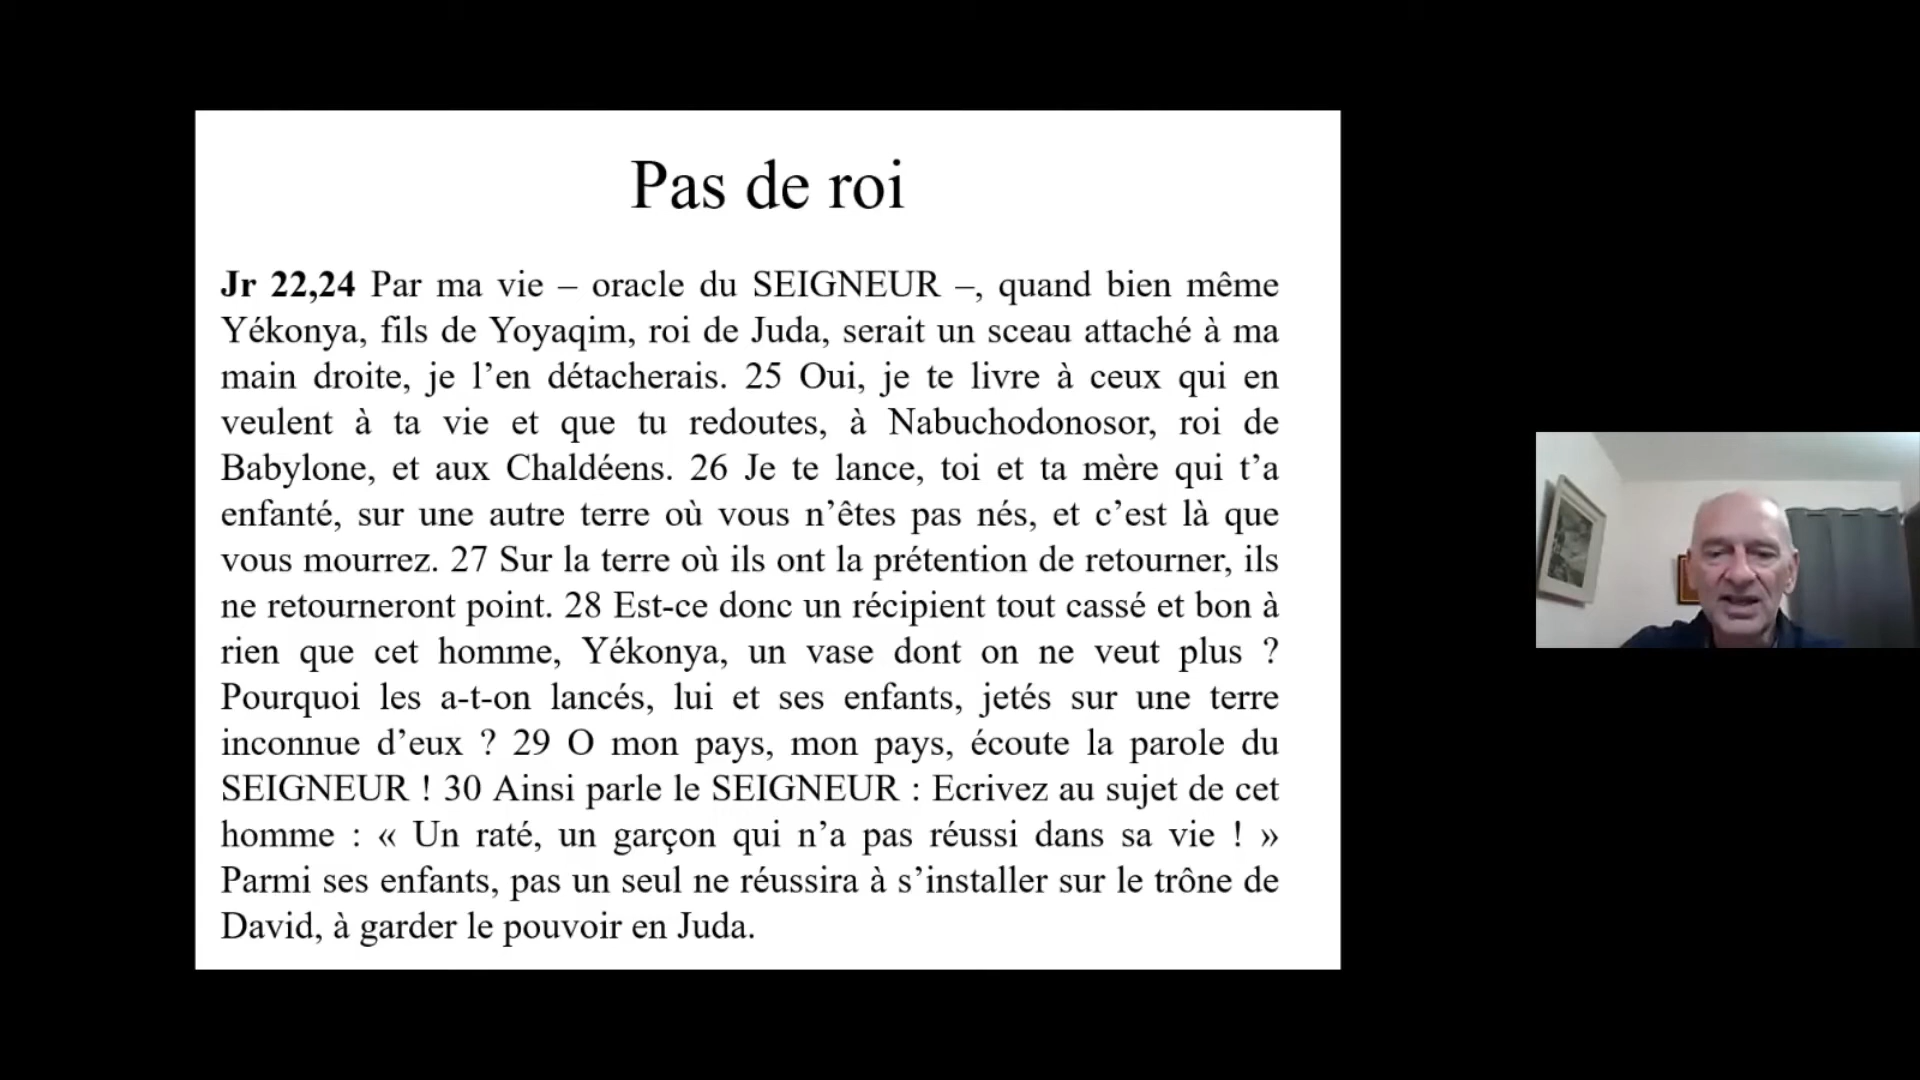 Pas de roi
Jr 22,24 Par ma vie – oracle du SEIGNEUR –, quand bien même
Yékonya, fils de Yoyaqim, roi de Juda, serait un sceau attaché à ma
main droite, je l’en détacherais. 25 Oui, je te livre à ceux qui en
veulent à ta vie et que tu redoutes, à Nabuchodonosor, roi de
Babylone, et aux Chaldéens. 26 Je te lance, toi et ta mère qui t’a
enfanté, sur une autre terre où vous n’êtes pas nés, et c’est là que
vous mourrez. 27 Sur la terre où ils ont la prétention de retourner, ils
ne retourneront point. 28 Est-ce donc un récipient tout cassé et bon à
rien que cet homme, Yékonya, un vase dont on ne veut plus ?
Pourquoi les a-t-on lancés, lui et ses enfants, jetés sur une terre
inconnue d’eux ? 29 O mon pays, mon pays, écoute la parole du
SEIGNEUR ! 30 Ainsi parle le SEIGNEUR : Ecrivez au sujet de cet
homme : « Un raté, un garçon qui n’a pas réussi dans sa vie ! »
Parmi ses enfants, pas un seul ne réussira à s’installer sur le trône de
David, à garder le pouvoir en Juda.